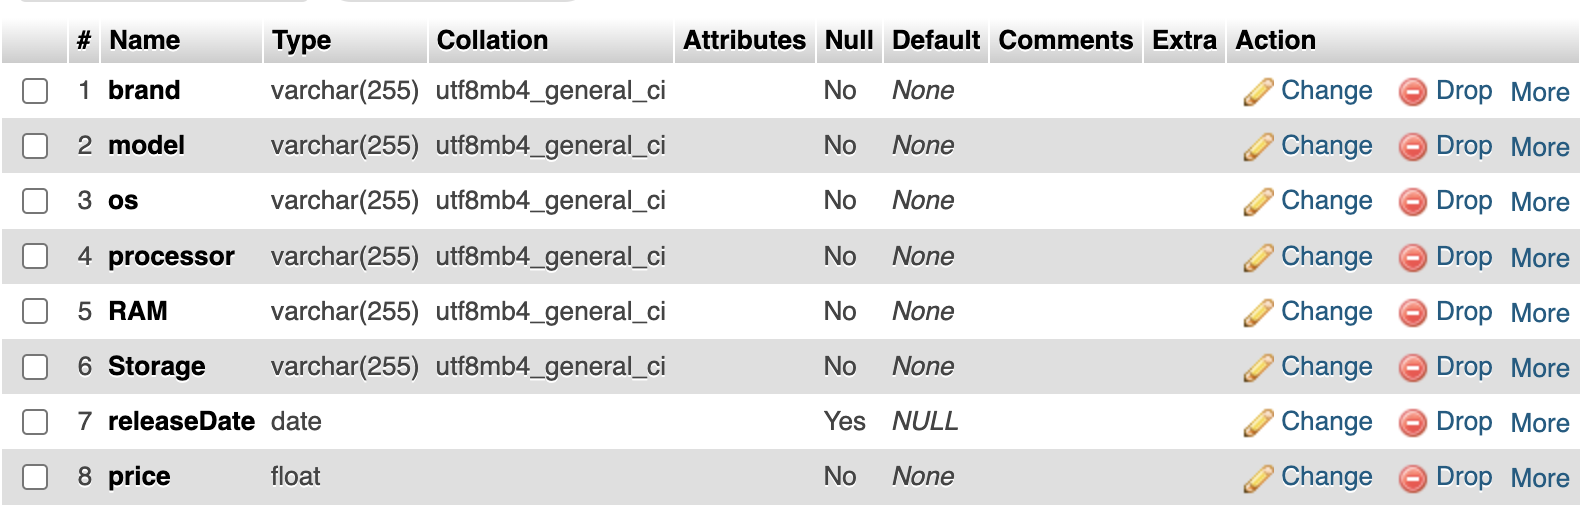 # Name Type Collation Attributes Null Default Comments Extra Action
1 brand varchar(255) utf8mb4_general_ci No None Change Drop More
2 model varchar(255) utf8mb4_general_ci No None Change Drop More
3 os varchar(255) utf8mb4_general_ci No None Change Drop More
4 processor varchar(255) utf8mb4_general_ci No None Change Drop More
5 RAM varchar(255) utf8mb4_general_ci No None Change Drop More
6 Storage varchar(255) utf8mb4_general_ci No None Change Drop More
7 releaseDate date Yes NULL Change Drop More
8 price float No None Change Drop More